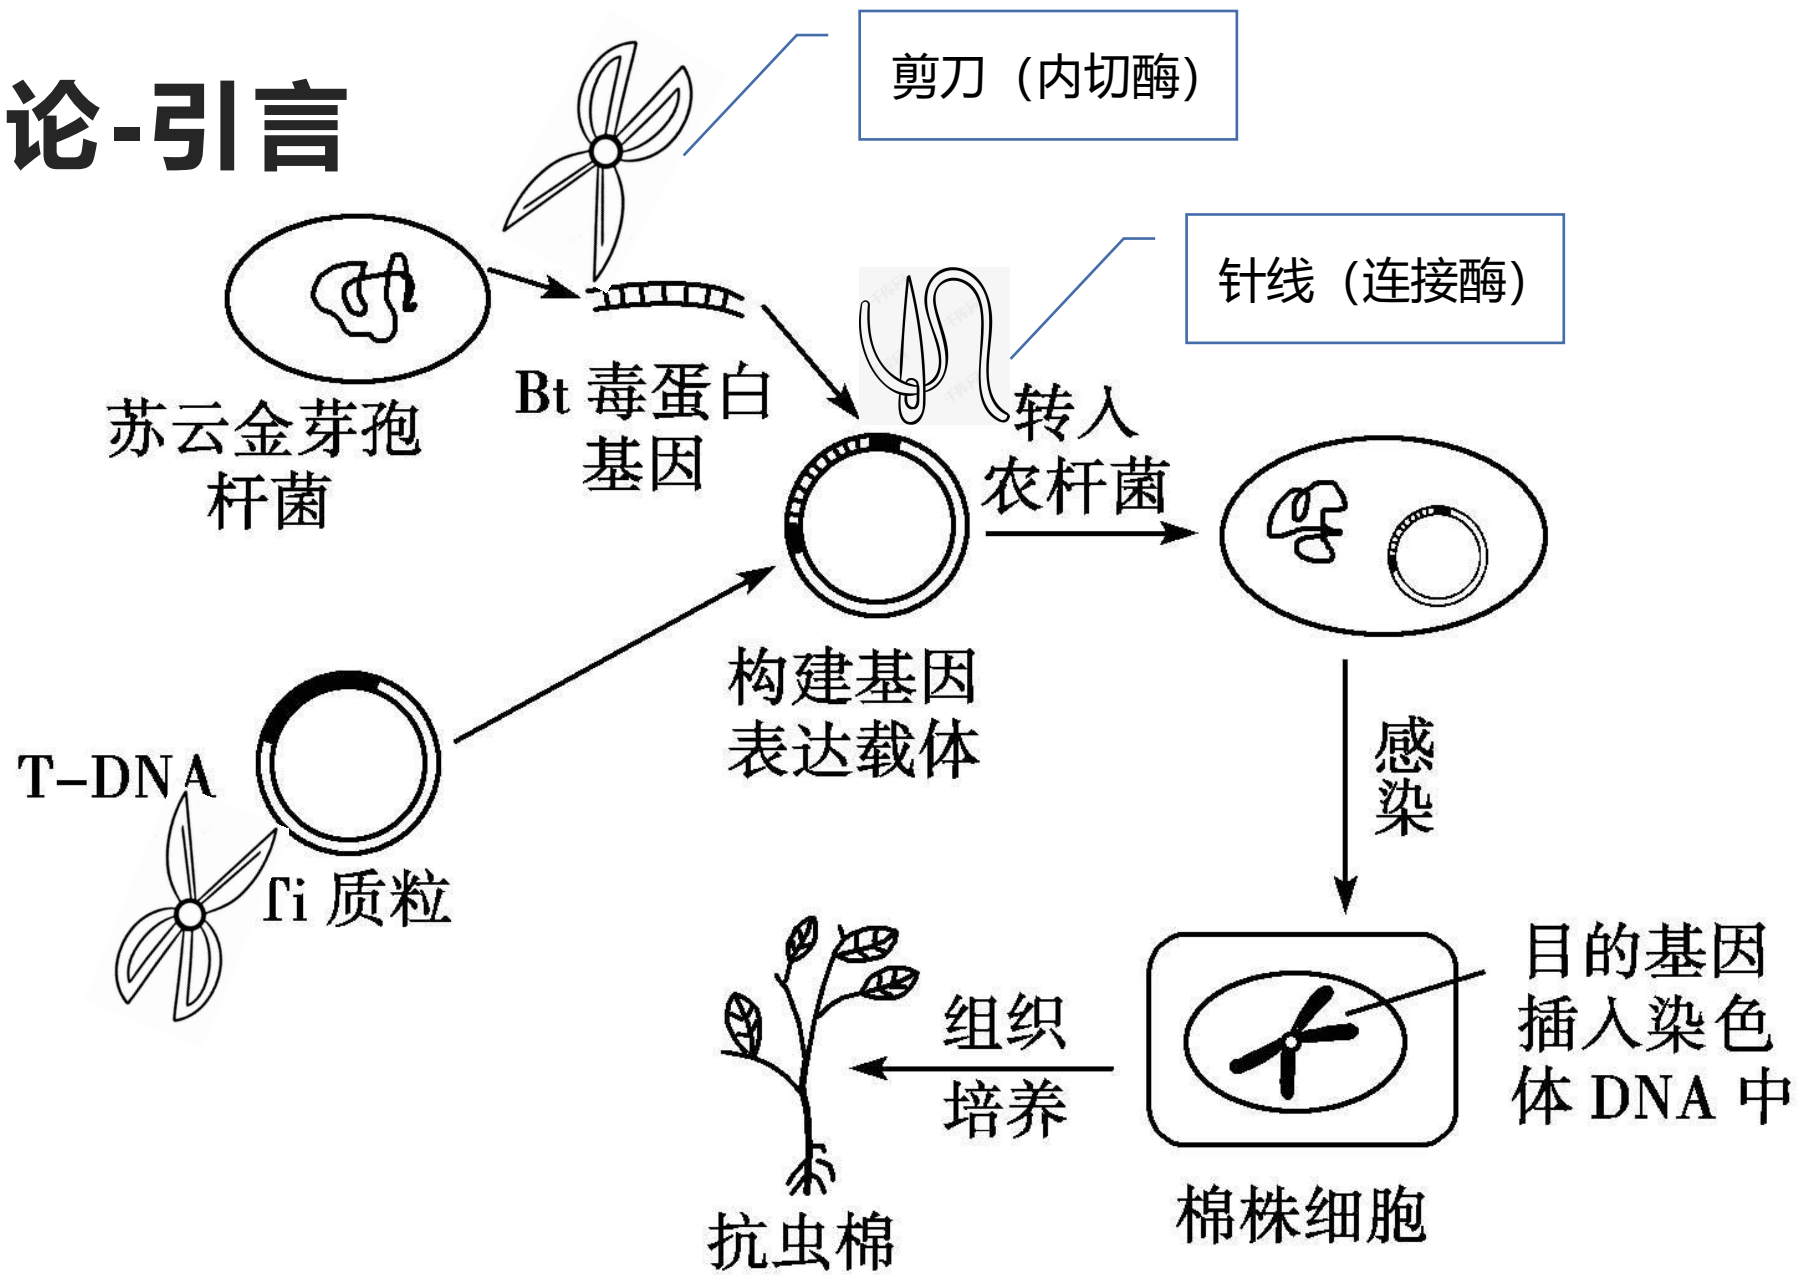 论-引言
剪刀（内切酶）
针线（连接酶）
苏云金芽孢
杆菌
Bt 毒蛋白
基因
转入
农杆菌
构建基因
表达载体
T-DNA
Ti 质粒
感
染
目的基因
插入染色
体 DNA 中
组织
培养
棉株细胞
抗虫棉